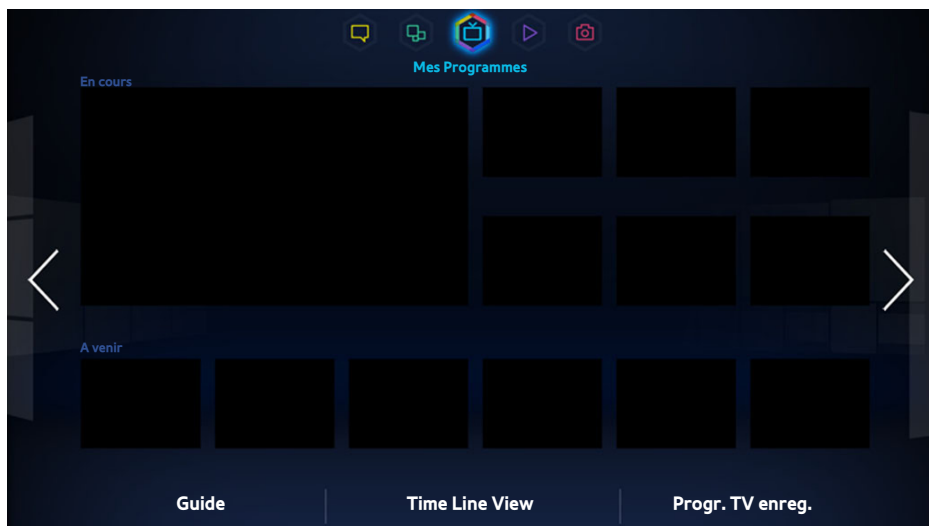 Mes Programmes
En cours
A venir
Guide
Time Line View
Progr. TV enreg.